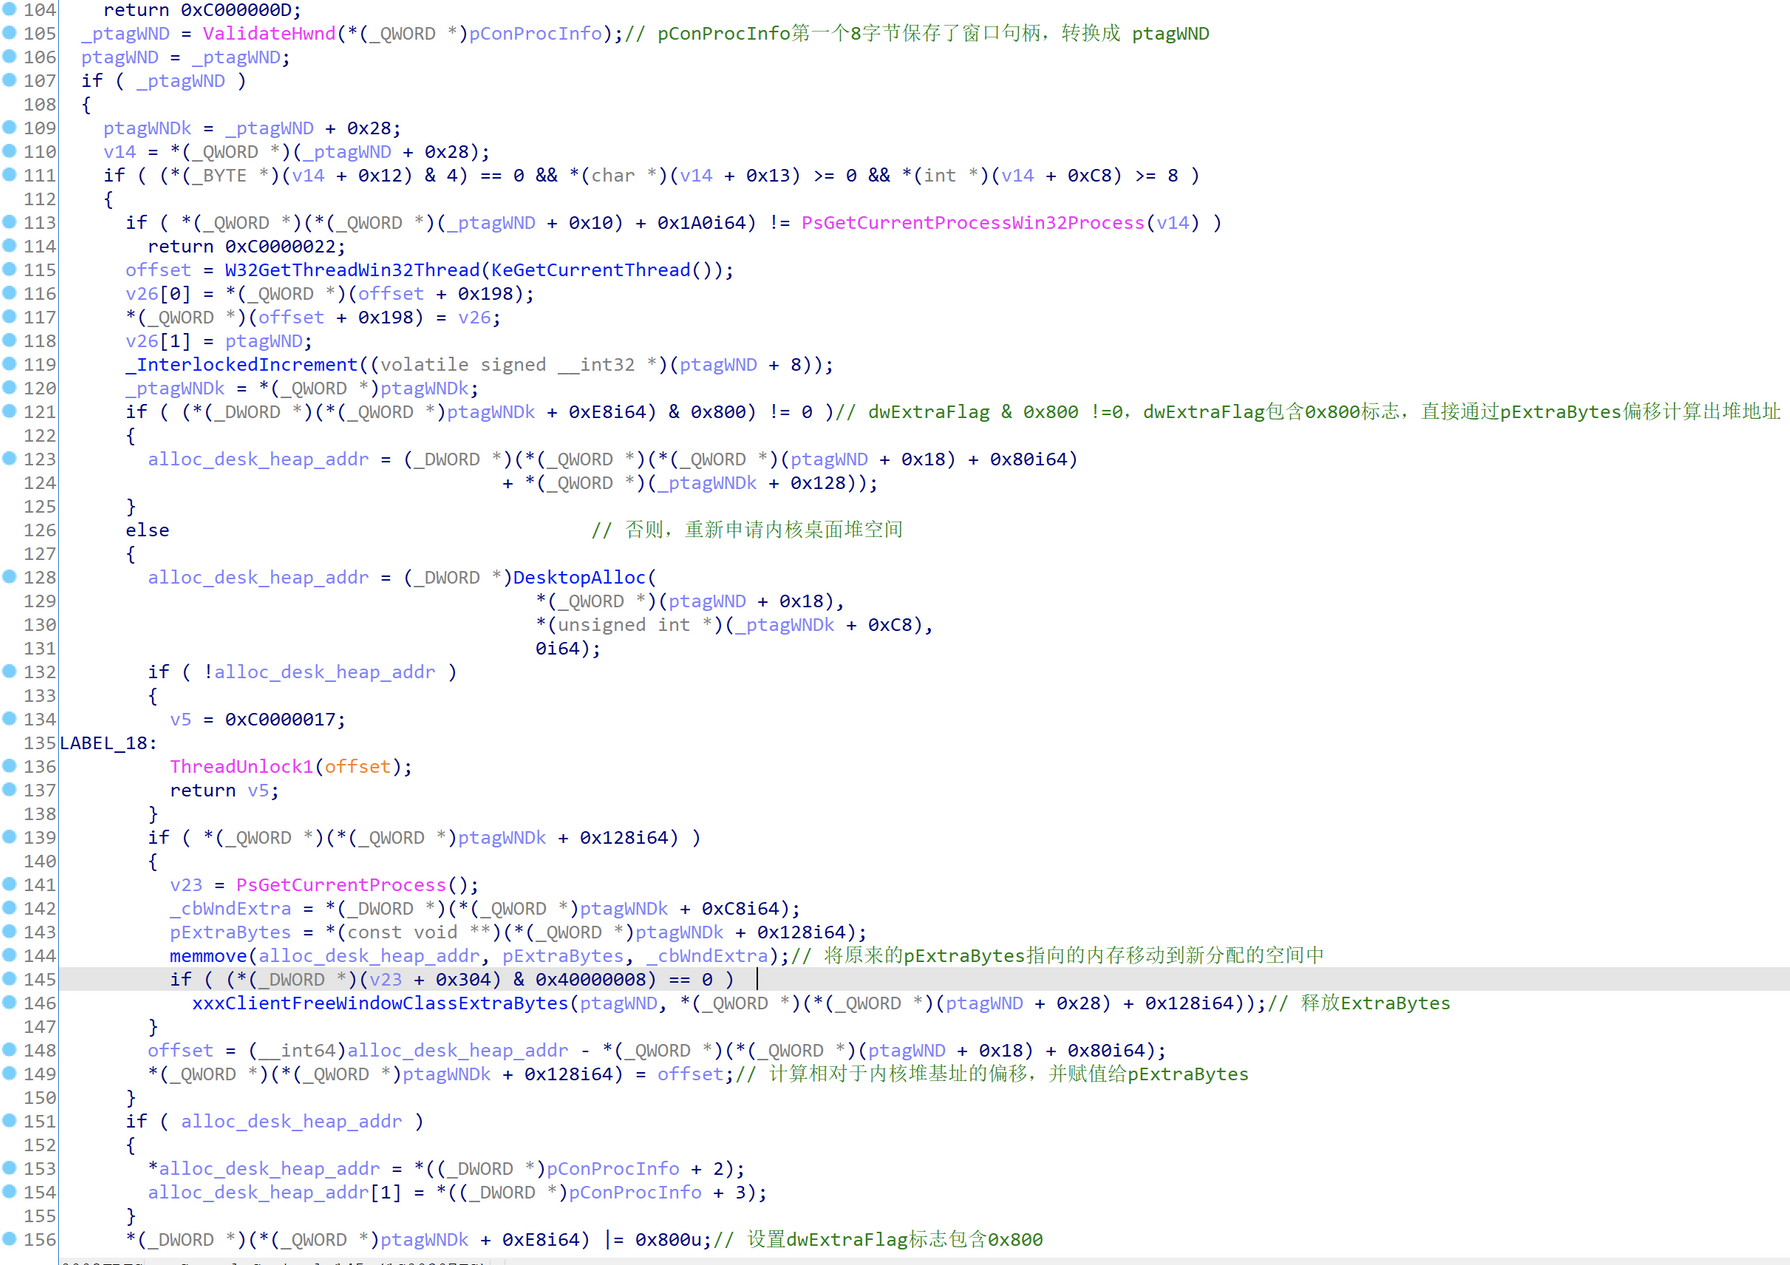 104 return 0xC000000D;
105 _ptagWND = ValidateHwnd(*(_QWORD *)pConProcInfo);// pConProcInfo第一个8字节保存了窗口句柄，转换成 ptagWND
106 ptagWND = _ptagWND;
107 if ( _ptagWND )
108 {
109 ptagWNDk = _ptagWND + 0x28;
110 v14 = *(_QWORD *)(_ptagWND + 0x28);
111 if ( (*(_BYTE *)(v14 + 0x12) & 4) == 0 && *(char *)(v14 + 0x13) >= 0 && *(int *)(v14 + 0xC8) >= 8 )
112 {
113 if ( *(_QWORD *)(*(_QWORD *)(_ptagWND + 0x10) + 0x1A0i64) != PsGetCurrentProcessWin32Process(v14) )
114 return 0xC0000022;
115 offset = W32GetThreadWin32Thread(KeGetCurrentThread());
116 v26[0] = *(_QWORD *)(offset + 0x198);
117 *(_QWORD *)(offset + 0x198) = v26;
118 v26[1] = ptagWND;
119 _InterlockedIncrement((volatile signed __int32 *)(ptagWND + 8));
120 _ptagWNDk = *(_QWORD *)ptagWNDk;
121 if ( (*(_DWORD *)(*(_QWORD *)ptagWNDk + 0xE8i64) & 0x800) != 0 )// dwExtraFlag & 0x800 !=0，dwExtraFlag包含0x800标志，直接通过pExtraBytes偏移计算出堆地址
122 {
123 alloc_desk_heap_addr = (_DWORD *)(*(_QWORD *)(*(_QWORD *)(ptagWND + 0x18) + 0x80i64)
124 + *(_QWORD *)(_ptagWNDk + 0x128));
125 }
126 else // 否则，重新申请内核桌面堆空间
127 {
128 alloc_desk_heap_addr = (_DWORD *)DesktopAlloc(
129 *(_QWORD *)(ptagWND + 0x18),
130 *(unsigned int *)(_ptagWNDk + 0xC8),
131 0i64);
132 if ( !alloc_desk_heap_addr )
133 {
134 v5 = 0xC0000017;
135 LABEL_18:
136 ThreadUnlock1(offset);
137 return v5;
138 }
139 if ( *(_QWORD *)(*(_QWORD *)ptagWNDk + 0x128i64) )
140 {
141 v23 = PsGetCurrentProcess();
142 _cbWndExtra = *(_DWORD *)(*(_QWORD *)ptagWNDk + 0xC8i64);
143 pExtraBytes = *(const void **)(*(_QWORD *)ptagWNDk + 0x128i64);
144 memmove(alloc_desk_heap_addr, pExtraBytes, _cbWndExtra);// 将原来的pExtraBytes指向的内存移动到新分配的空间中
145 if ( (*(_DWORD *)(v23 + 0x304) & 0x40000008) == 0 )
146 xxxClientFreeWindowClassExtraBytes(ptagWND, *(_QWORD *)(*(_QWORD *)(ptagWND + 0x28) + 0x128i64));// 释放ExtraBytes
147 }
148 offset = (__int64)alloc_desk_heap_addr - *(_QWORD *)(*(_QWORD *)(ptagWND + 0x18) + 0x80i64);
149 *(_QWORD *)(*(_QWORD *)ptagWNDk + 0x128i64) = offset;// 计算相对于内核堆基址的偏移，并赋值给pExtraBytes
150 }
151 if ( alloc_desk_heap_addr )
152 {
153 *alloc_desk_heap_addr = *((_DWORD *)pConProcInfo + 2);
154 alloc_desk_heap_addr[1] = *((_DWORD *)pConProcInfo + 3);
155 }
156 *(_DWORD *)(*(_QWORD *)ptagWNDk + 0xE8i64) |= 0x800u;// 设置dwExtraFlag标志包含0x800